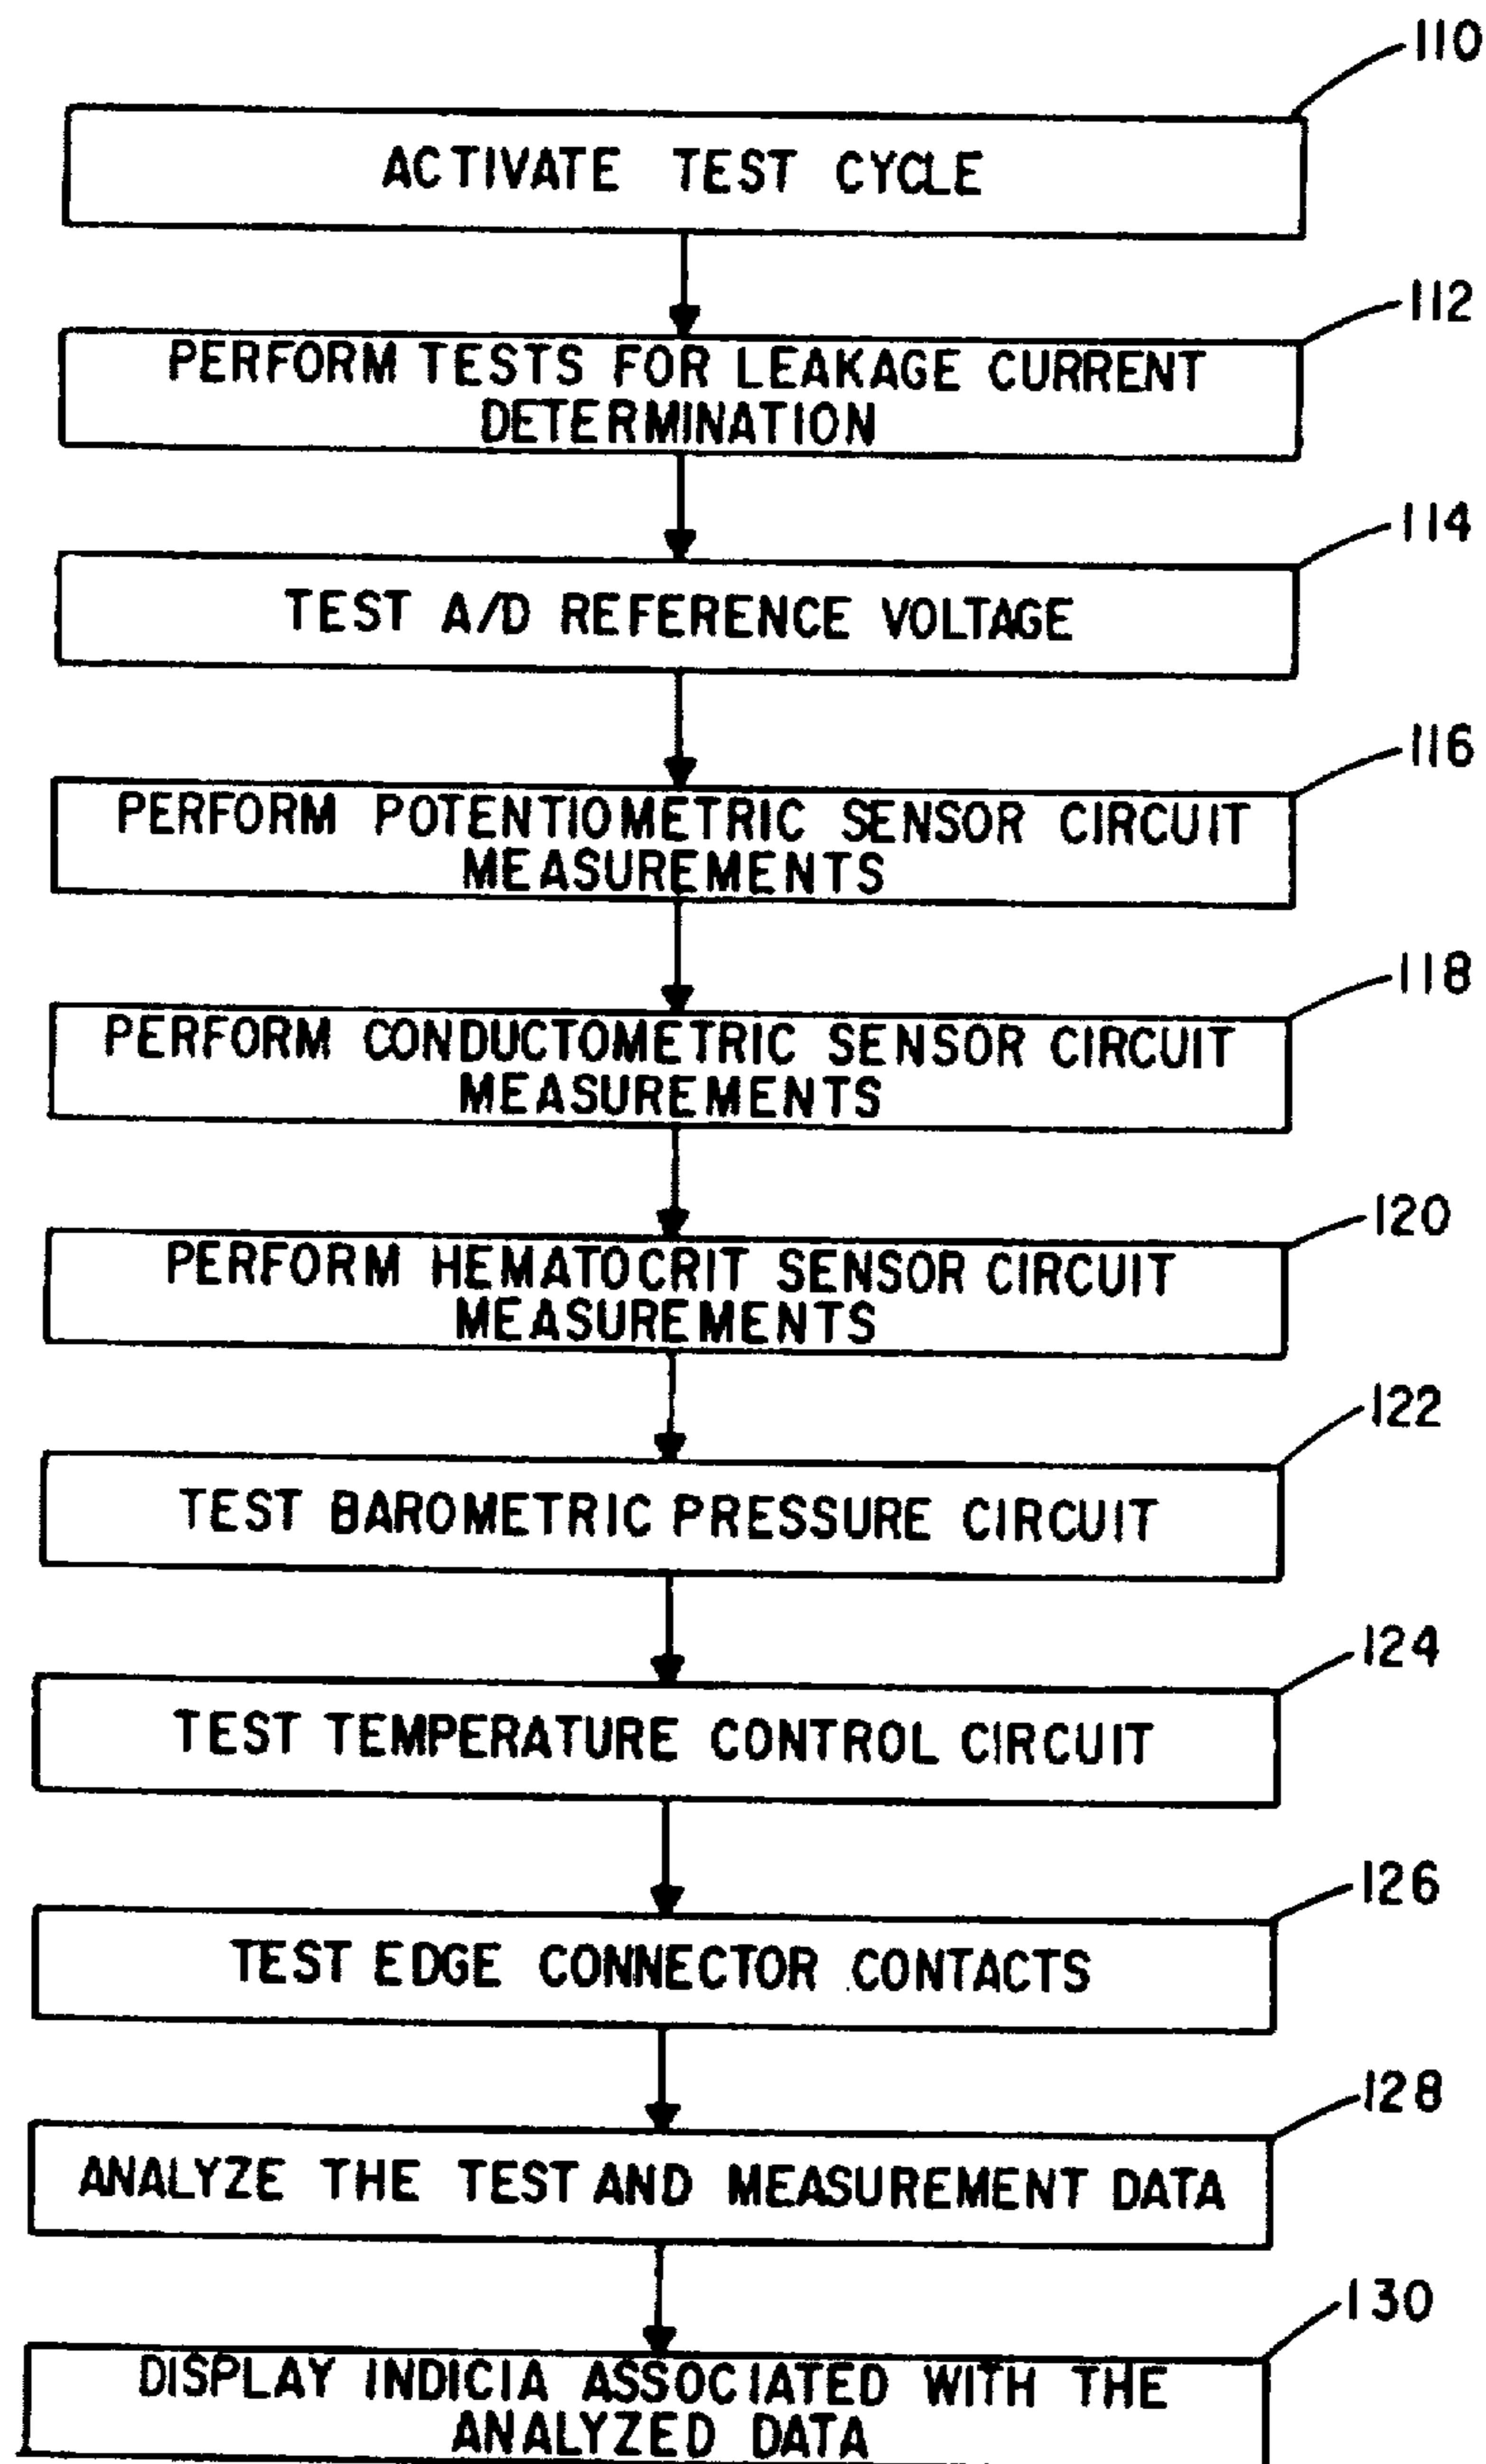 110
ACTIVATE TEST CYCLE
112
PERFORM TESTS FOR LEAKAGE CURRENT
DETERMINATION
114
TEST A/D REFERENCE VOLTAGE
116
PERFORM POTENTIOMETRIC SENSOR CIRCUIT
MEASUREMENTS
118
PERFORM CONDUCTOMETRIC SENSOR CIRCUIT
MEASUREMENTS
120
PERFORM HEMATOCRIT SENSOR CIRCUIT
MEASUREMENTS
122
TEST BAROMETRIC PRESSURE CIRCUIT
124
TEST TEMPERATURE CONTROL CIRCUIT
126
TEST EDGE CONNECTOR CONTACTS
128
ANALYZE THE TEST AND MEASUREMENT DATA
130
DISPLAY INDICIA ASSOCIATED WITH THE
ANALYZED DATA